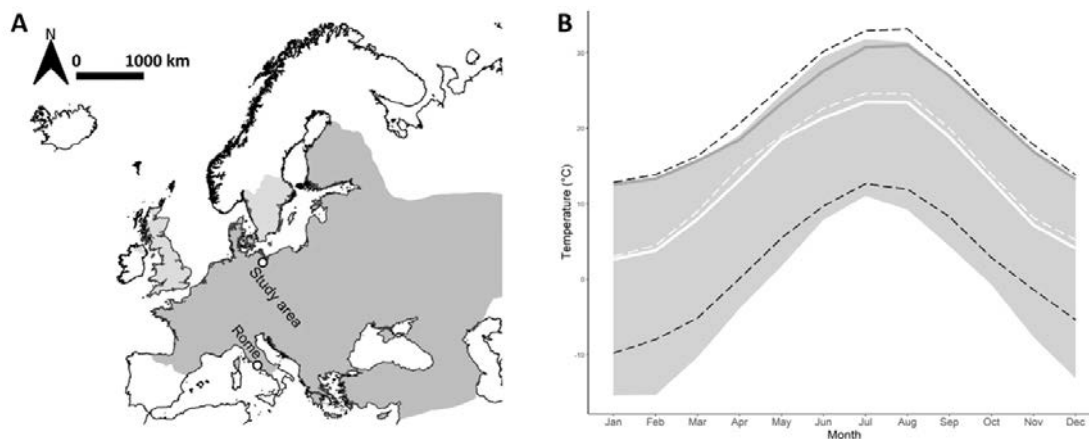 A
N
0 1000 km
Study area
Rome
B
Temperature (°C)
30
20
10
0
-10
Jan Feb Mar Apr May Jun Jul Aug Sep Oct Nov Dec
Month